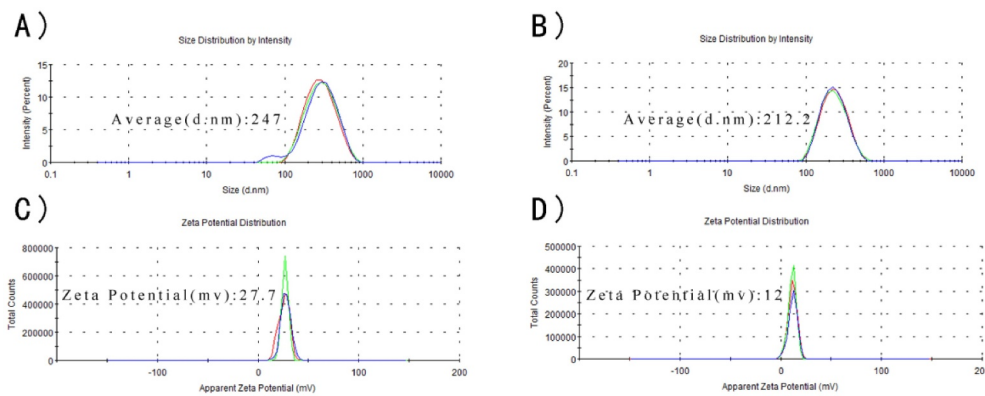 A)
Size Distribution by Intensity
Intensity (Percent)
15
10
5
0
Average(d.nm):247
0.1 1 10 100 1000 10000
Size (d.nm)
B)
Size Distribution by Intensity
Intensity (Percent)
20
15
10
5
0
Average(d.nm):212.2
0.1 1 10 100 1000 10000
Size (d.nm)
C)
Zeta Potential Distribution
Total Counts
800000
600000
400000
200000
0
Zeta Potential(mv):27.7
-100 0 100 200
Apparent Zeta Potential (mV)
D)
Zeta Potential Distribution
Total Counts
500000
400000
300000
200000
100000
0
Zeta Potential(mv):12
-100 0 100 200
Apparent Zeta Potential (mV)